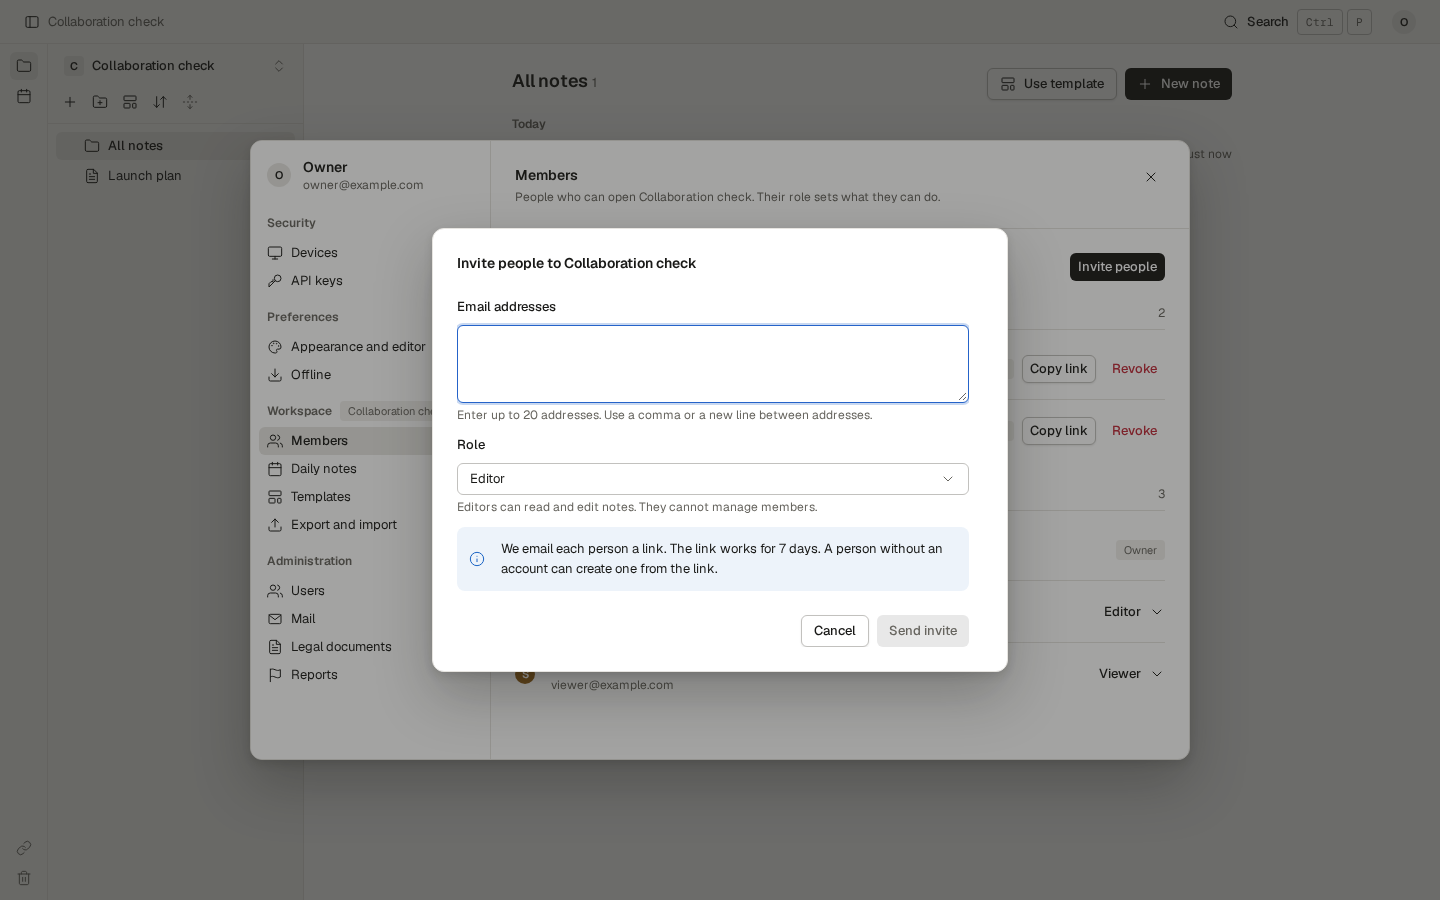 Collaboration check
Search Ctrl P O
C Collaboration check
All notes
Launch plan
All notes 1
Use template
New note
Today
just now
O Owner
owner@example.com
Security
Devices
API keys
Preferences
Appearance and editor
Offline
Workspace
Members
Daily notes
Templates
Export and import
Administration
Users
Mail
Legal documents
Reports
Members
People who can open Collaboration check. Their role sets what they can do.
Invite people
2
Copy link Revoke
Copy link Revoke
3
Owner
Editor
Viewer
S
viewer@example.com
Invite people to Collaboration check
Email addresses
Enter up to 20 addresses. Use a comma or a new line between addresses.
Role
Editor
Editors can read and edit notes. They cannot manage members.
We email each person a link. The link works for 7 days. A person without an
account can create one from the link.
Cancel
Send invite